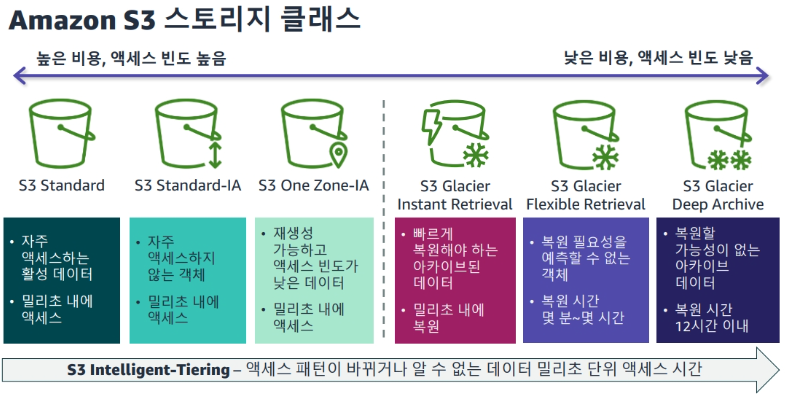 Amazon S3 스토리지 클래스
높은 비용, 액세스 빈도 높음
낮은 비용, 액세스 빈도 낮음
S3 Standard
S3 Standard-IA
S3 One Zone-IA
S3 Glacier
Instant Retrieval
S3 Glacier
Flexible Retrieval
S3 Glacier
Deep Archive
• 자주
액세스하는
활성 데이터
• 밀리초 내에
액세스
• 자주
액세스하지
않는 객체
• 밀리초 내에
액세스
• 재생성
가능하고
액세스 빈도가
낮은 데이터
• 밀리초 내에
액세스
• 빠르게
복원해야 하는
아카이브된
데이터
• 밀리초 내에
복원
• 복원 필요성을
예측할 수 없는
객체
• 복원 시간
몇 분~몇 시간
• 복원할
가능성이 없는
아카이브
데이터
• 복원 시간
12시간 이내
S3 Intelligent-Tiering – 액세스 패턴이 바뀌거나 알 수 없는 데이터 밀리초 단위 액세스 시간